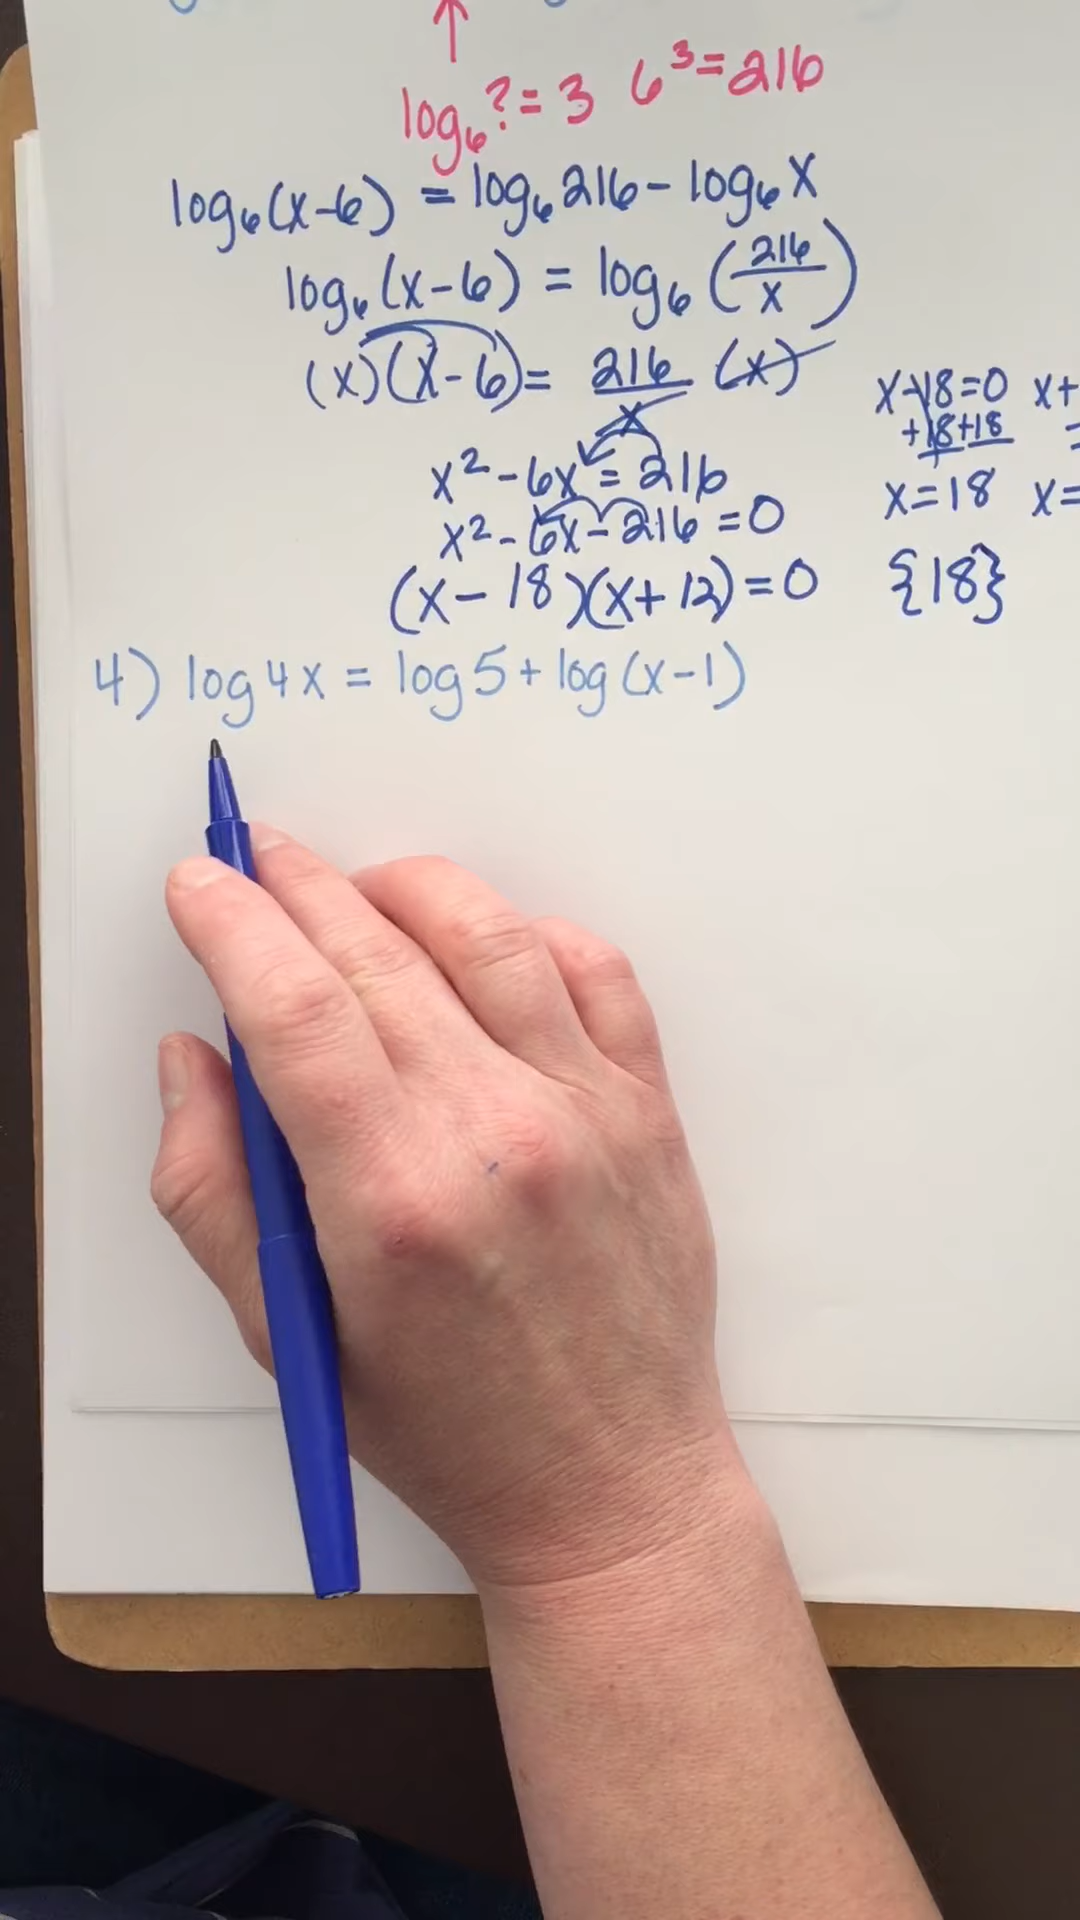 log₆? = 3 6³ = 216
log₆(x-6) = log₆216 - log₆x
log₆(x-6) = log₆(216/x)
(x)(x-6) = 216/x (x)
x² - 6x = 216
x² - 6x - 216 = 0
(x - 18)(x + 12) = 0
x-18=0 x+
+18+18
x=18 x=
{18}
4) log 4x = log 5 + log (x-1)